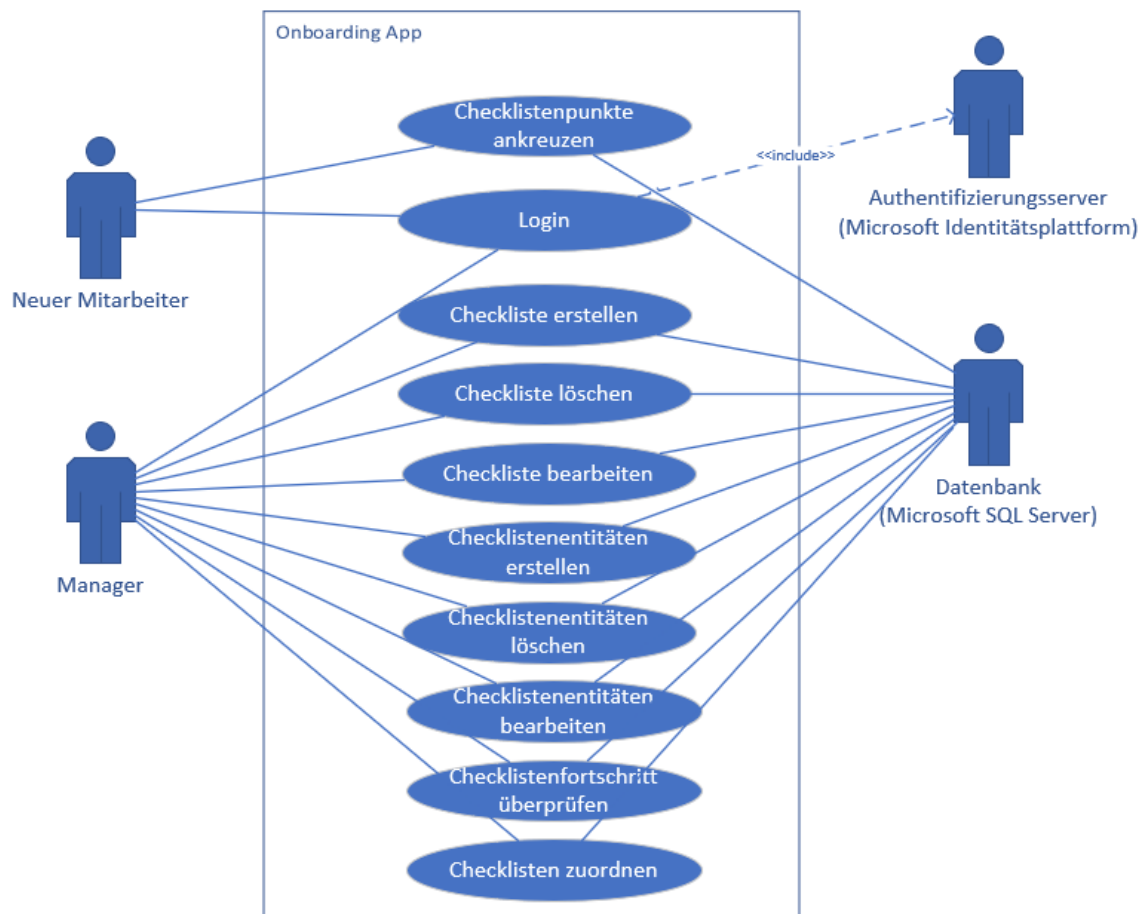 Onboarding App
Checklistenpunkte
ankreuzen
<<include>>
Authentifizierungsserver
(Microsoft Identitätsplattform)
Login
Neuer Mitarbeiter
Checkliste erstellen
Checkliste löschen
Checkliste bearbeiten
Datenbank
(Microsoft SQL Server)
Checklistenentitäten
erstellen
Manager
Checklistenentitäten
löschen
Checklistenentitäten
bearbeiten
Checklistenfortschritt
überprüfen
Checklisten zuordnen